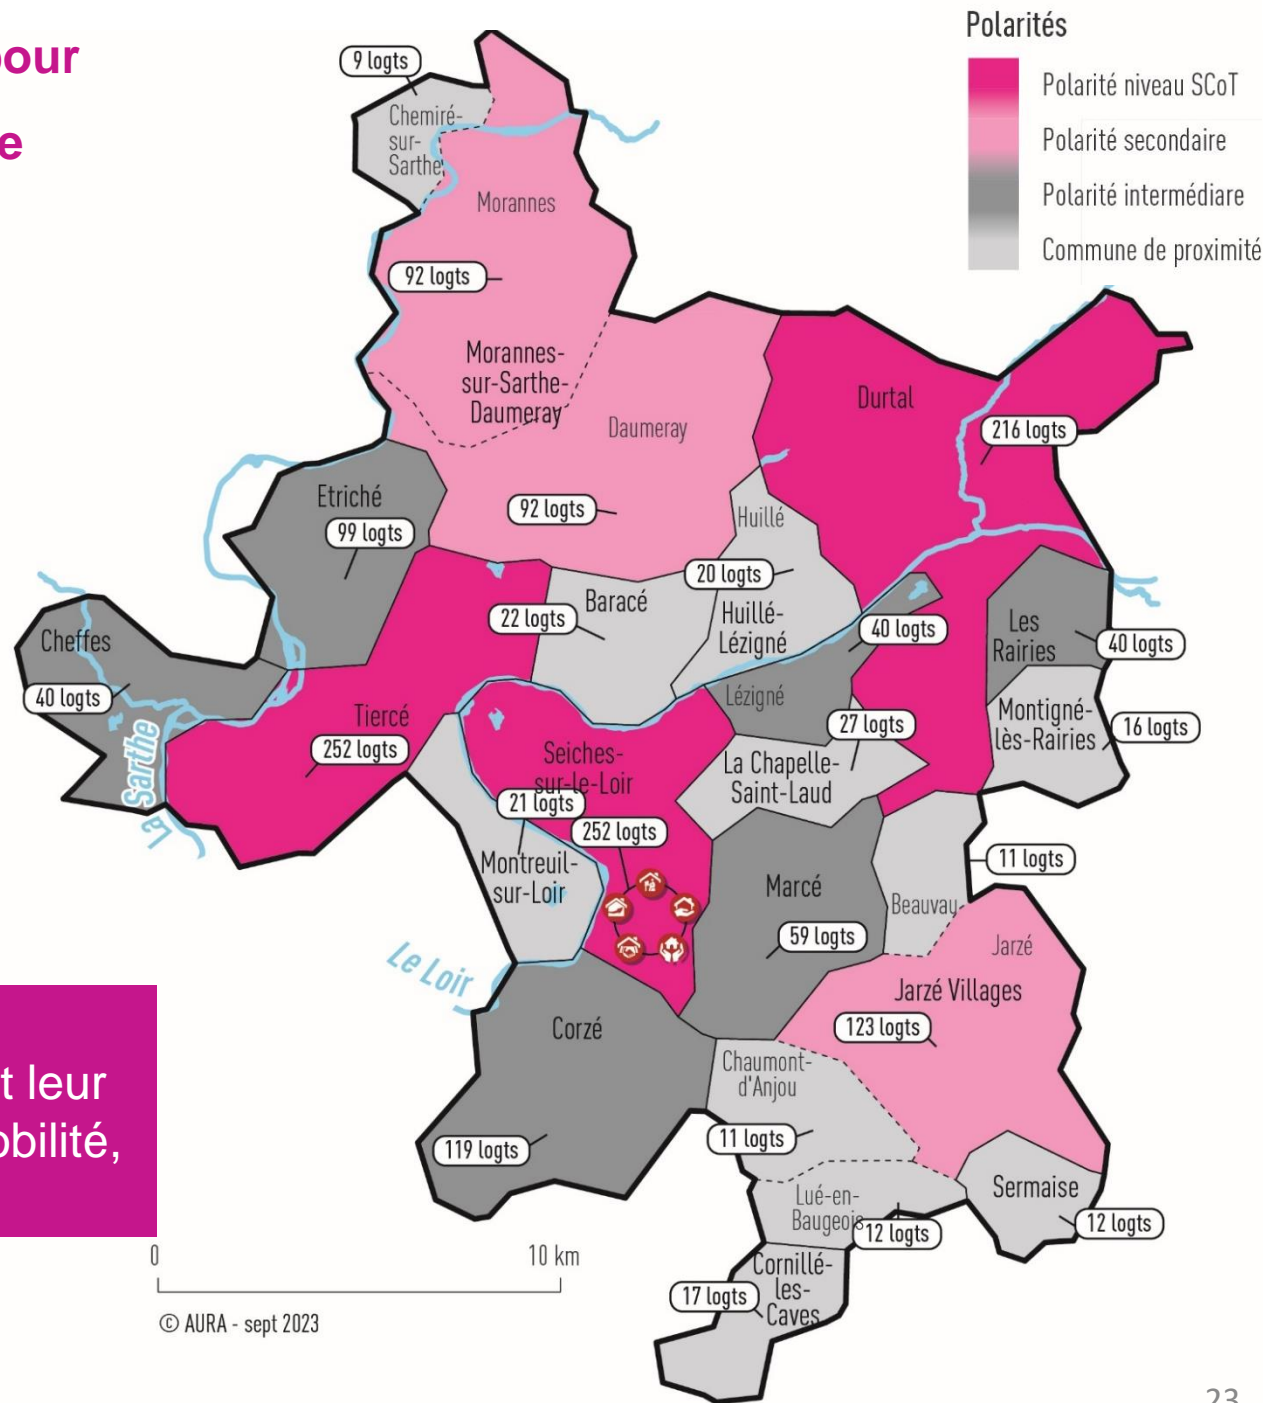 pour
e
Polarités
Polarité niveau SCoT
Polarité secondaire
Polarité intermédiare
Commune de proximité
9 logts
Chemiré-
sur-
Sarthe
Morannes
92 logts
Morannes-
sur-Sarthe-
Daumeray
Daumeray
92 logts
Durtal
216 logts
Etriché
99 logts
Huillé
20 logts
Huillé-
Lézigné
Baracé
22 logts
40 logts
Les
Rairies
40 logts
Cheffes
40 logts
Lézigné
Montigné-
lès-Rairies
16 logts
Tiercé
252 logts
La Sarthe
Seiches-
sur-le-Loir
27 logts
La Chapelle-
Saint-Laud
21 logts
252 logts
Montreuil-
sur-Loir
Marcé
59 logts
11 logts
Beauvay
Jarzé
Jarzé Villages
123 logts
Le Loir
Corzé
119 logts
Chaumont-
d'Anjou
11 logts
Lué-en-
Baugeois
12 logts
Sermaise
12 logts
Cornillé-
les-
Caves
17 logts
t leur
obilité,
0 10 km
© AURA - sept 2023
23